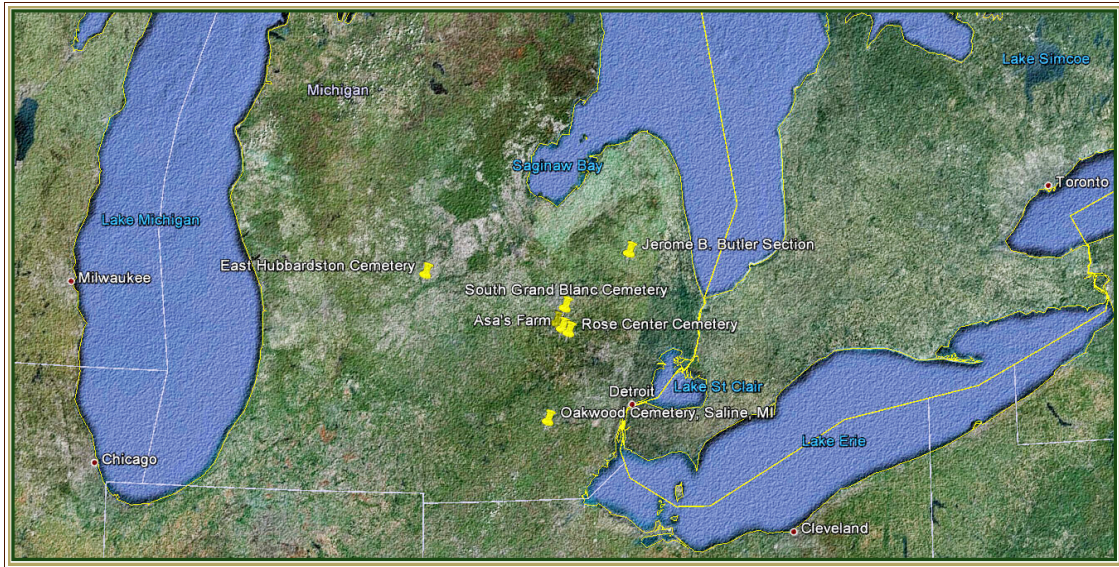 Lake Simcoe
Michigan
Saginaw Bay
Toronto
Lake Michigan
Jerome B. Butler Section
East Hubbardston Cemetery
Milwaukee
South Grand Blanc Cemetery
Asa's Farm
Rose Center Cemetery
Lake St Clair
Detroit
Oakwood Cemetery, Saline, MI
Lake Erie
Chicago
Cleveland